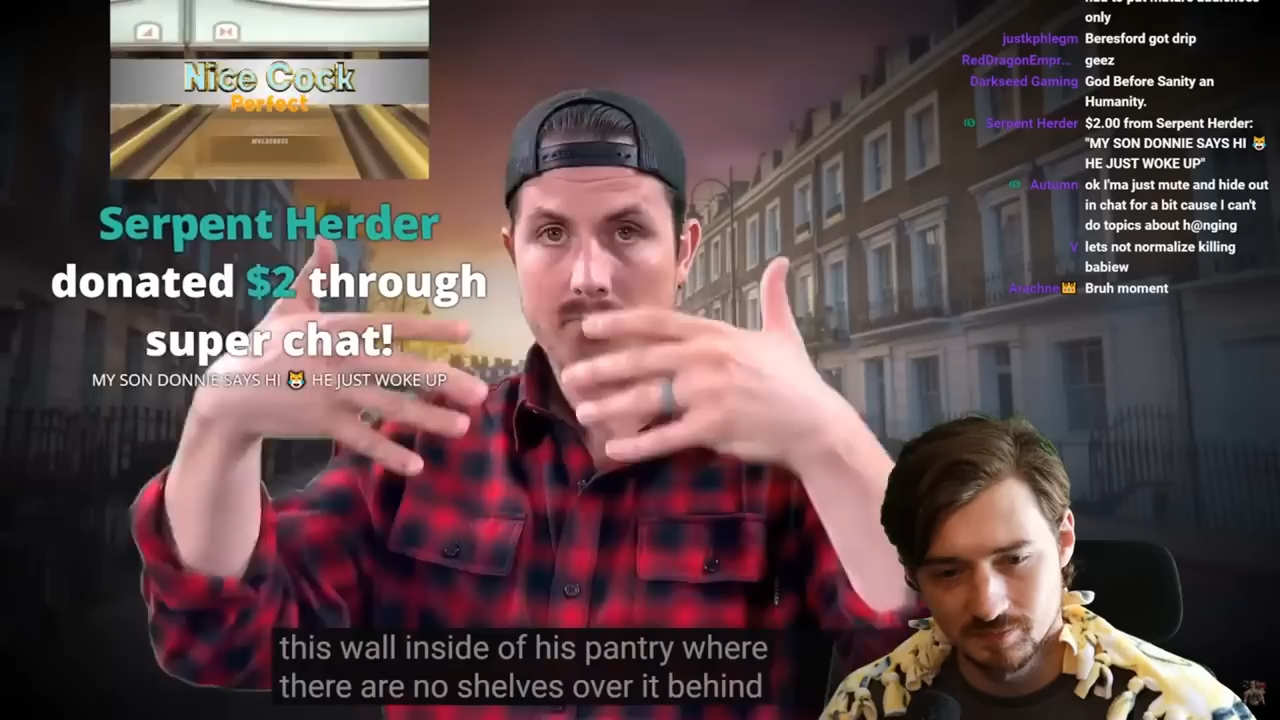 Nice Cock
Perfect
Serpent Herder
donated $2 through
super chat!
MY SON DONNIE SAYS HI 😹 HE JUST WOKE UP
only
justkphlegm Beresford got drip
RedDragonEmpr... geez
Darkseed Gaming God Before Sanity an
Humanity.
Serpent Herder $2.00 from Serpent Herder:
"MY SON DONNIE SAYS HI 😹
HE JUST WOKE UP"
Autumn ok I'ma just mute and hide out
in chat for a bit cause I can't
do topics about h@nging
V lets not normalize killing
babiew
Arachne👑 Bruh moment
this wall inside of his pantry where
there are no shelves over it behind